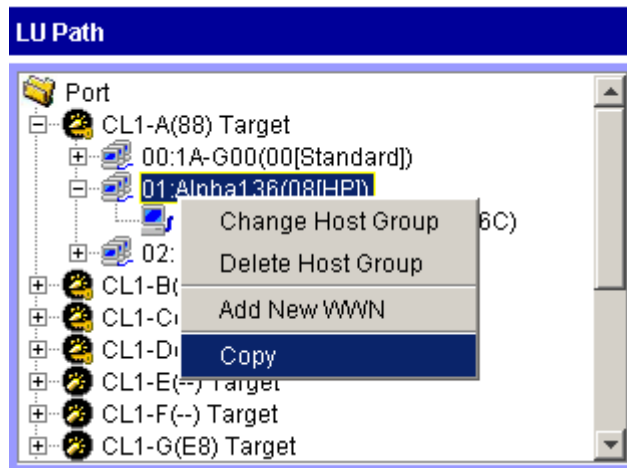 LU Path
Port
CL1-A(88) Target
00:1A-G00(00[Standard])
01:Alpha136(08[HP])
Change Host Group
6C)
Delete Host Group
02:
Add New WWN
CL1-B(
CL1-C
Copy
CL1-D
CL1-E(--) Target
CL1-F(--) Target
CL1-G(E8) Target